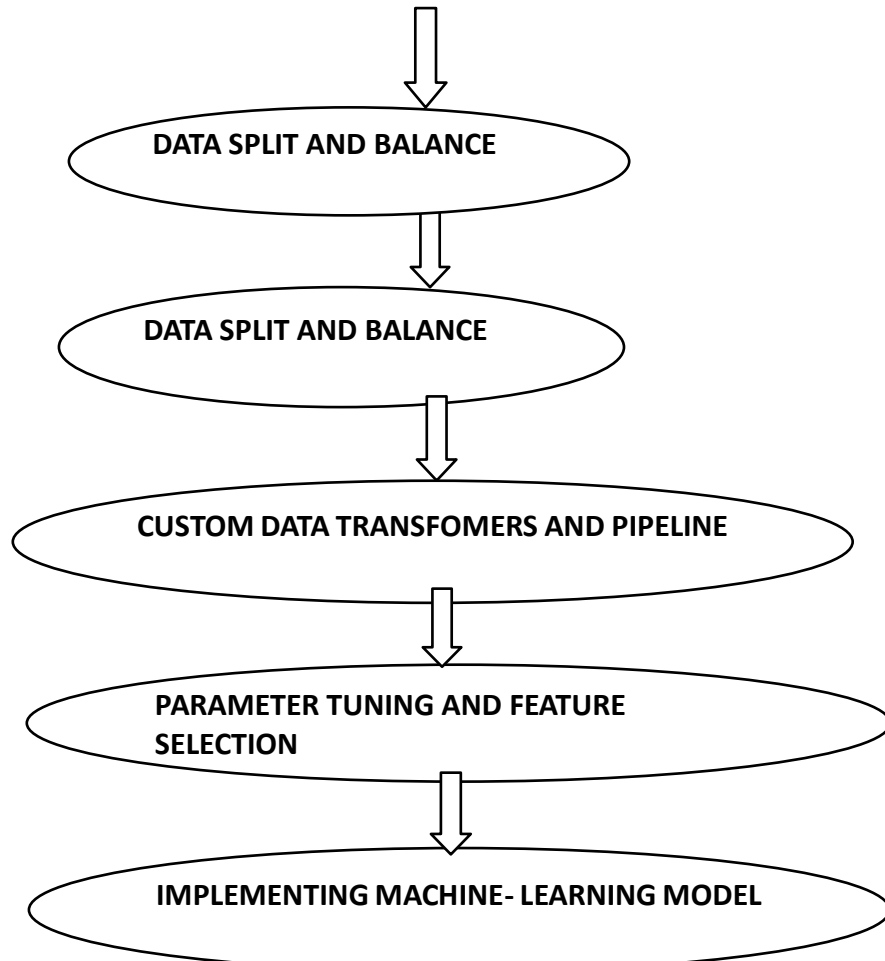 DATA SPLIT AND BALANCE
DATA SPLIT AND BALANCE
CUSTOM DATA TRANSFOMERS AND PIPELINE
PARAMETER TUNING AND FEATURE
SELECTION
IMPLEMENTING MACHINE- LEARNING MODEL